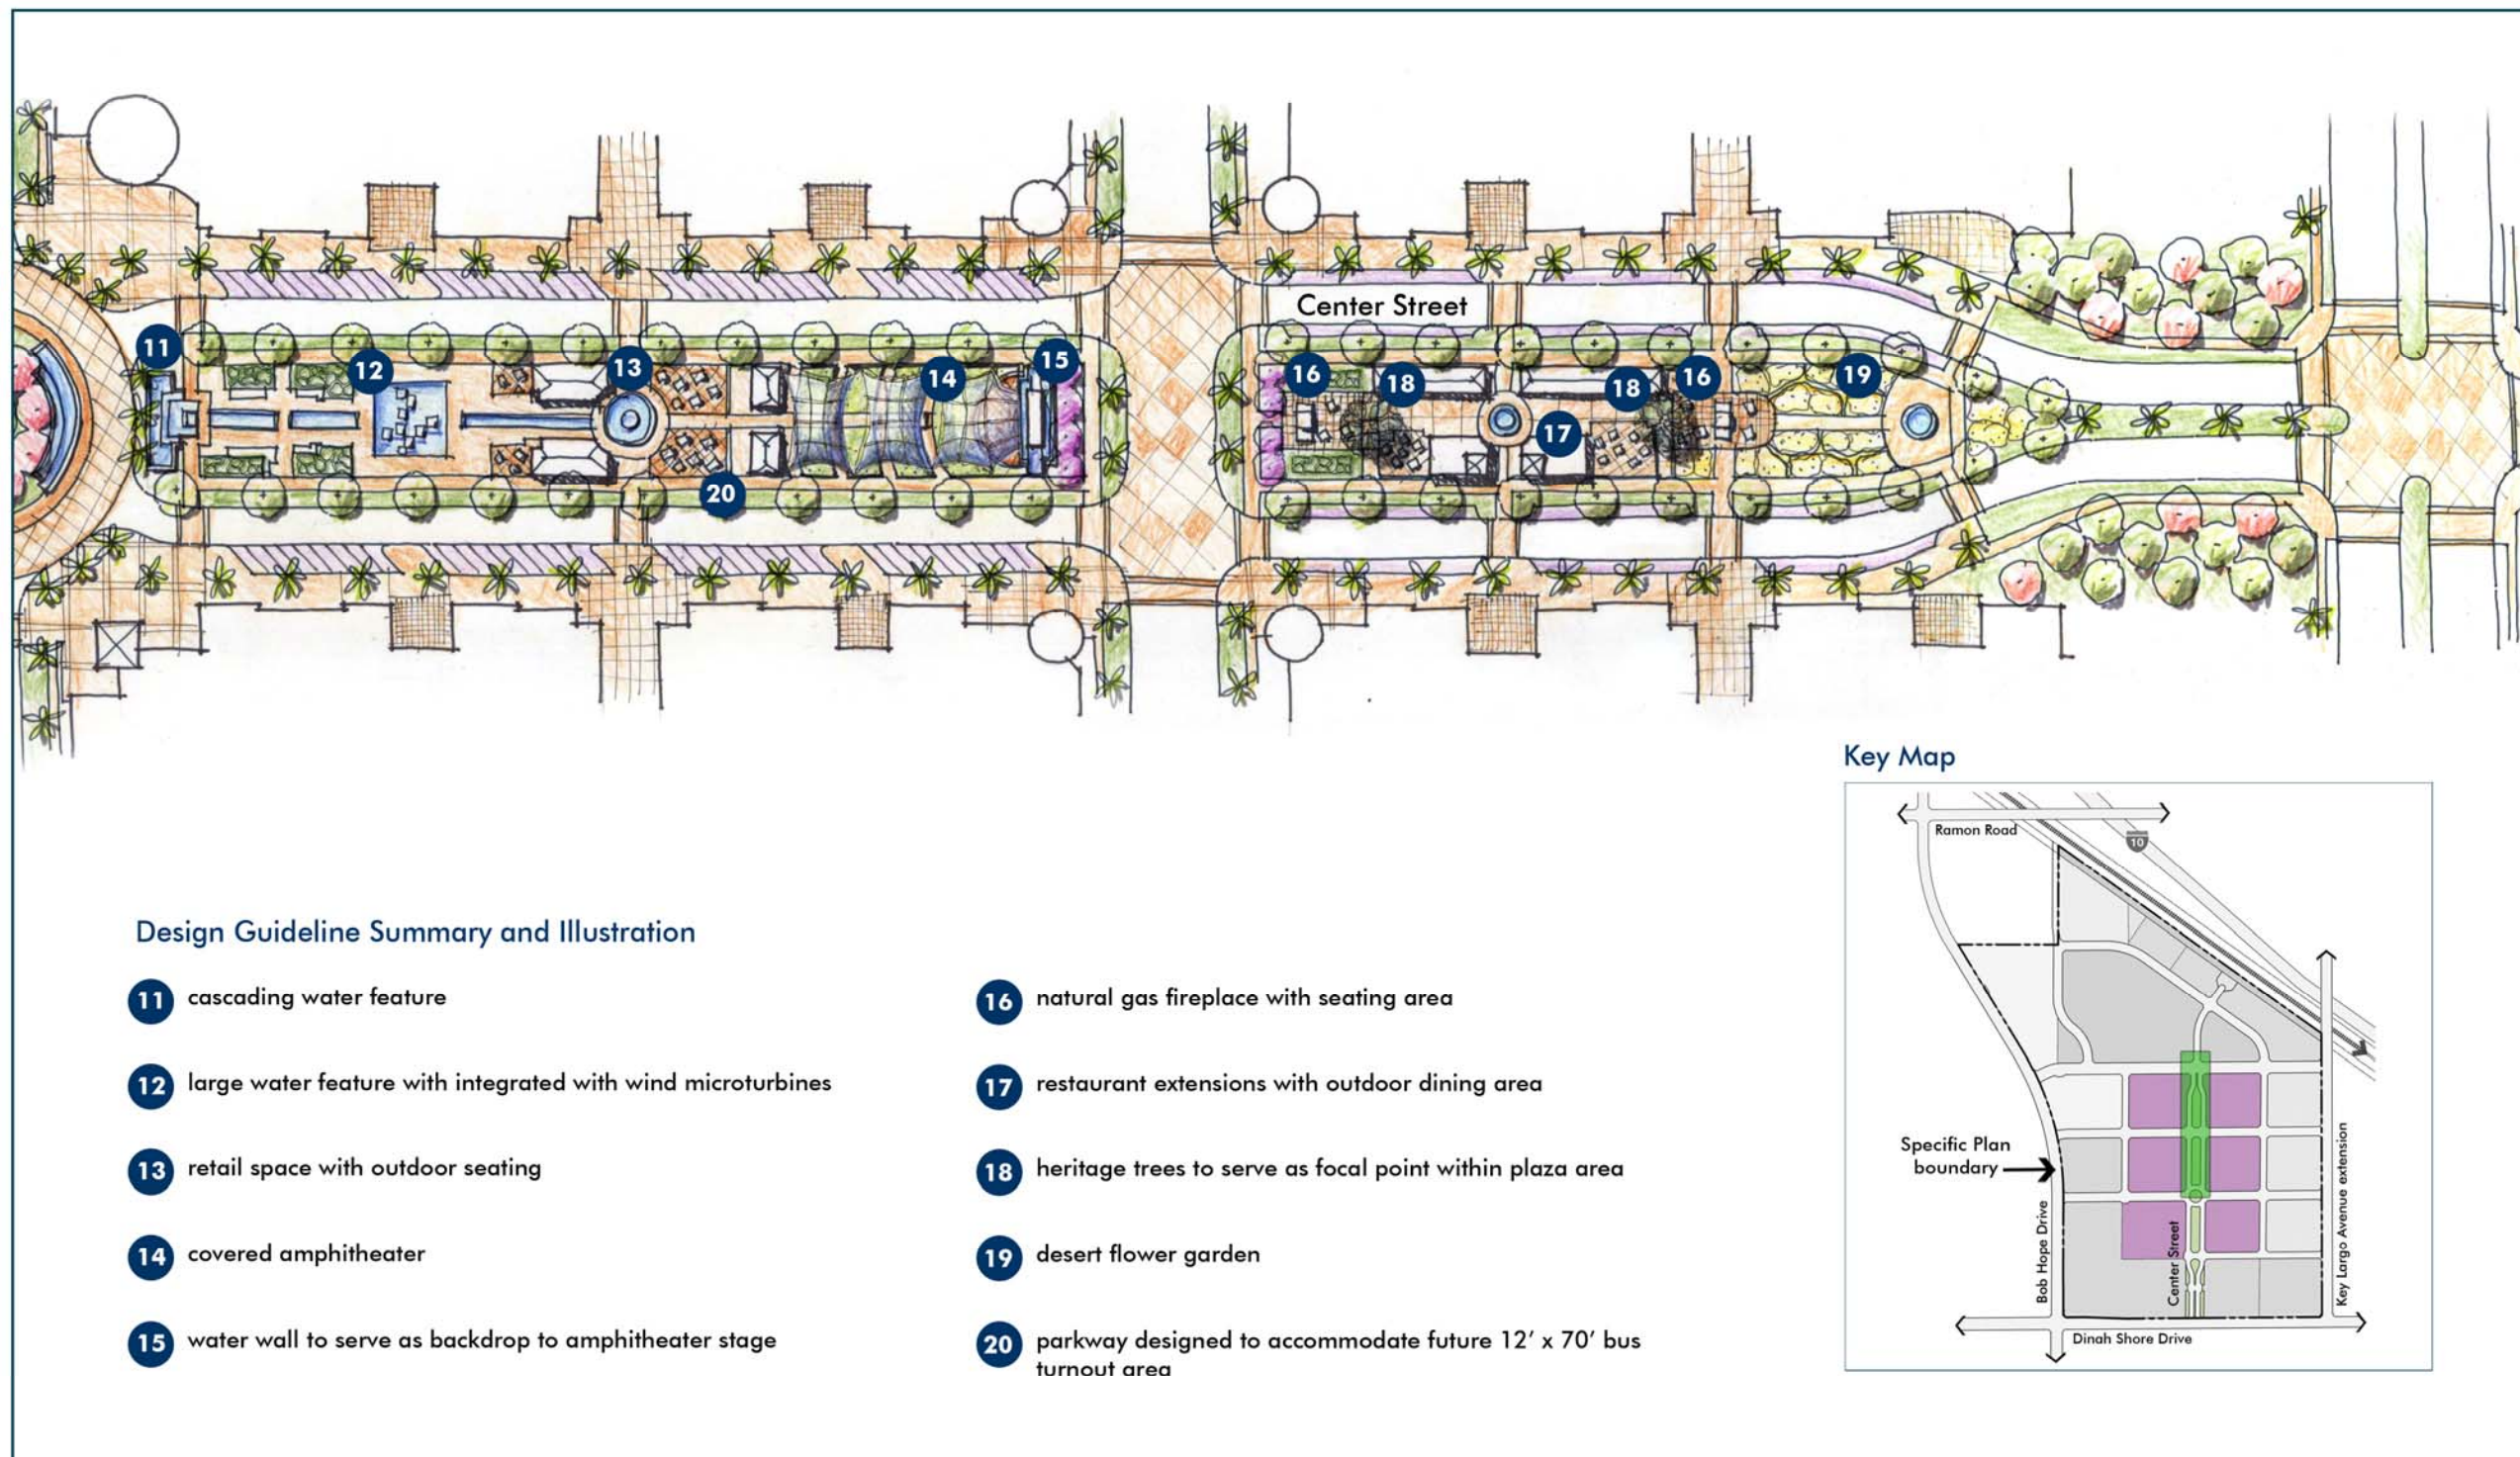 Center Street
11
12
13
14
15
16
18
18
16
19
17
20
Key Map
Ramon Road
10
Specific Plan
boundary
Bob Hope Drive
Center Street
Key Largo Avenue extension
Dinah Shore Drive
Design Guideline Summary and Illustration
11 cascading water feature
12 large water feature with integrated with wind microturbines
13 retail space with outdoor seating
14 covered amphitheater
15 water wall to serve as backdrop to amphitheater stage
16 natural gas fireplace with seating area
17 restaurant extensions with outdoor dining area
18 heritage trees to serve as focal point within plaza area
19 desert flower garden
20 parkway designed to accommodate future 12’ x 70’ bus
turnout area